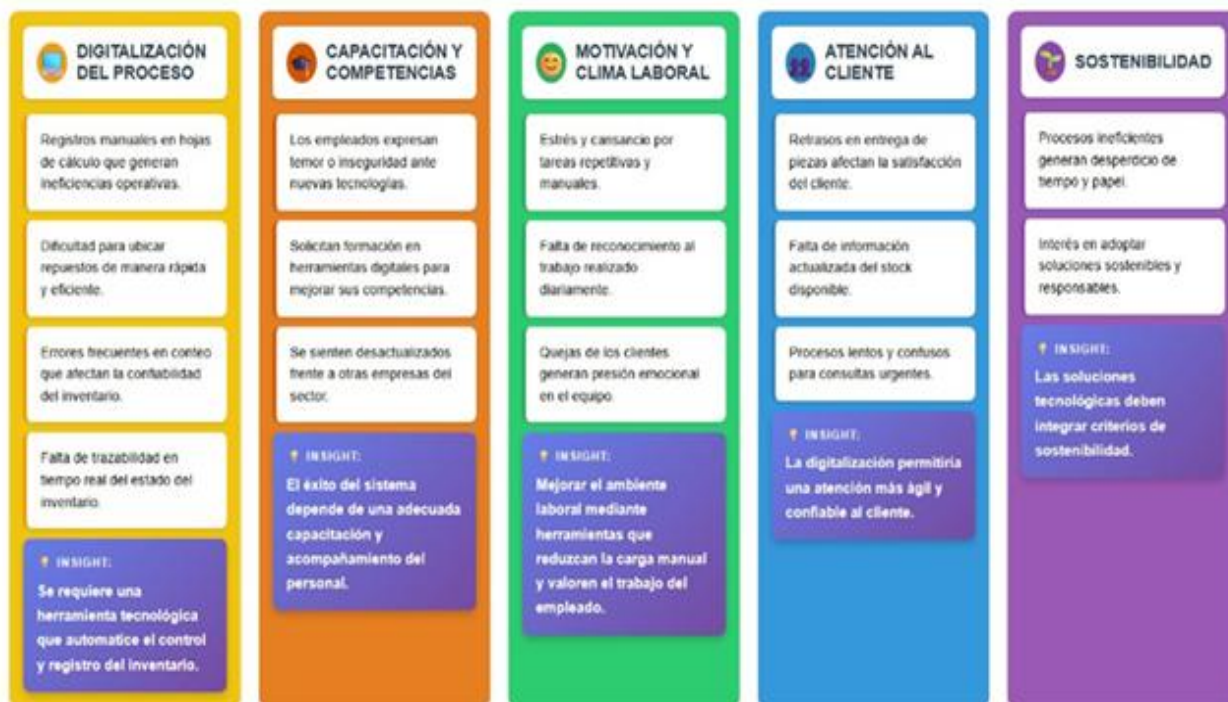 DIGITALIZACIÓN
DEL PROCESO
Registros manuales en hojas
de cálculo que generan
ineficiencias operativas.
Dificultad para ubicar
repuestos de manera rápida
y eficiente.
Errores frecuentes en conteo
que afectan la confiabilidad
del inventario.
Falta de trazabilidad en
tiempo real del estado del
inventario.
INSIGHT:
Se requiere una
herramienta tecnológica
que automatice el control
y registro del inventario.
CAPACITACIÓN Y
COMPETENCIAS
Los empleados expresan
temor o inseguridad ante
nuevas tecnologías.
Solicitan formación en
herramientas digitales para
mejorar sus competencias.
Se sienten desactualizados
frente a otras empresas del
sector.
INSIGHT:
El éxito del sistema
depende de una adecuada
capacitación y
acompañamiento del
personal.
MOTIVACIÓN Y
CLIMA LABORAL
Estrés y cansancio por
tareas repetitivas y
manuales.
Falta de reconocimiento al
trabajo realizado
diariamente.
Quejas de los clientes
generan presión emocional
en el equipo.
INSIGHT:
Mejorar el ambiente
laboral mediante
herramientas que
reduzcan la carga manual
y valoren el trabajo del
empleado.
ATENCIÓN AL
CLIENTE
Retrasos en entrega de
piezas afectan la satisfacción
del cliente.
Falta de información
actualizada del stock
disponible.
Procesos lentos y confusos
para consultas urgentes.
INSIGHT:
La digitalización permitiría
una atención más ágil y
confiable al cliente.
SOSTENIBILIDAD
Procesos ineficientes
generan desperdicio de
tiempo y papel.
Interés en adoptar
soluciones sostenibles y
responsables.
INSIGHT:
Las soluciones
tecnológicas deben
integrar criterios de
sostenibilidad.